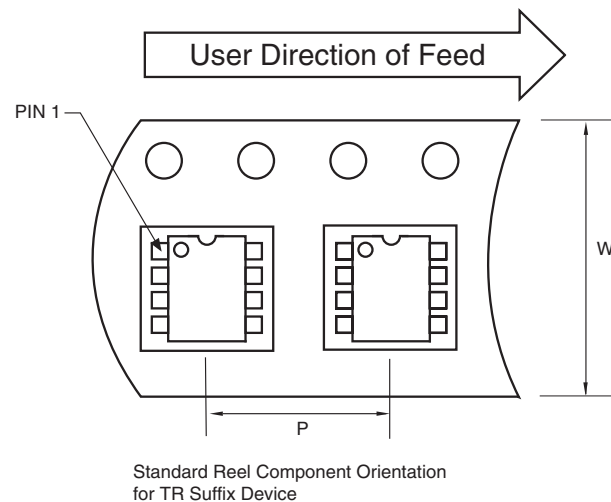 User Direction of Feed
PIN 1
W
P
Standard Reel Component Orientation
for TR Suffix Device